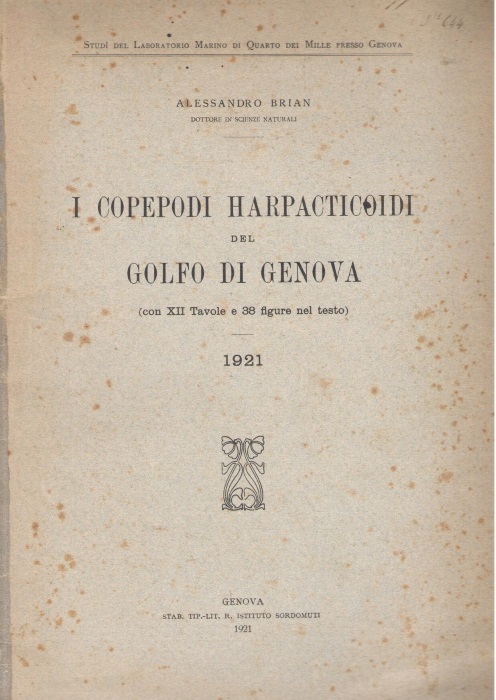 STUDÎ DEL LABORATORIO MARINO DI QUARTO DEI MILLE PRESSO GENOVA
ALESSANDRO BRIAN
DOTTORE IN SCIENZE NATURALI
I COPEPODI HARPACTICOIDI
DEL
GOLFO DI GENOVA
(con XII Tavole e 38 figure nel testo)
1921
GENOVA
STAB. TIP.-LIT. R. ISTITUTO SORDOMUTI
1921